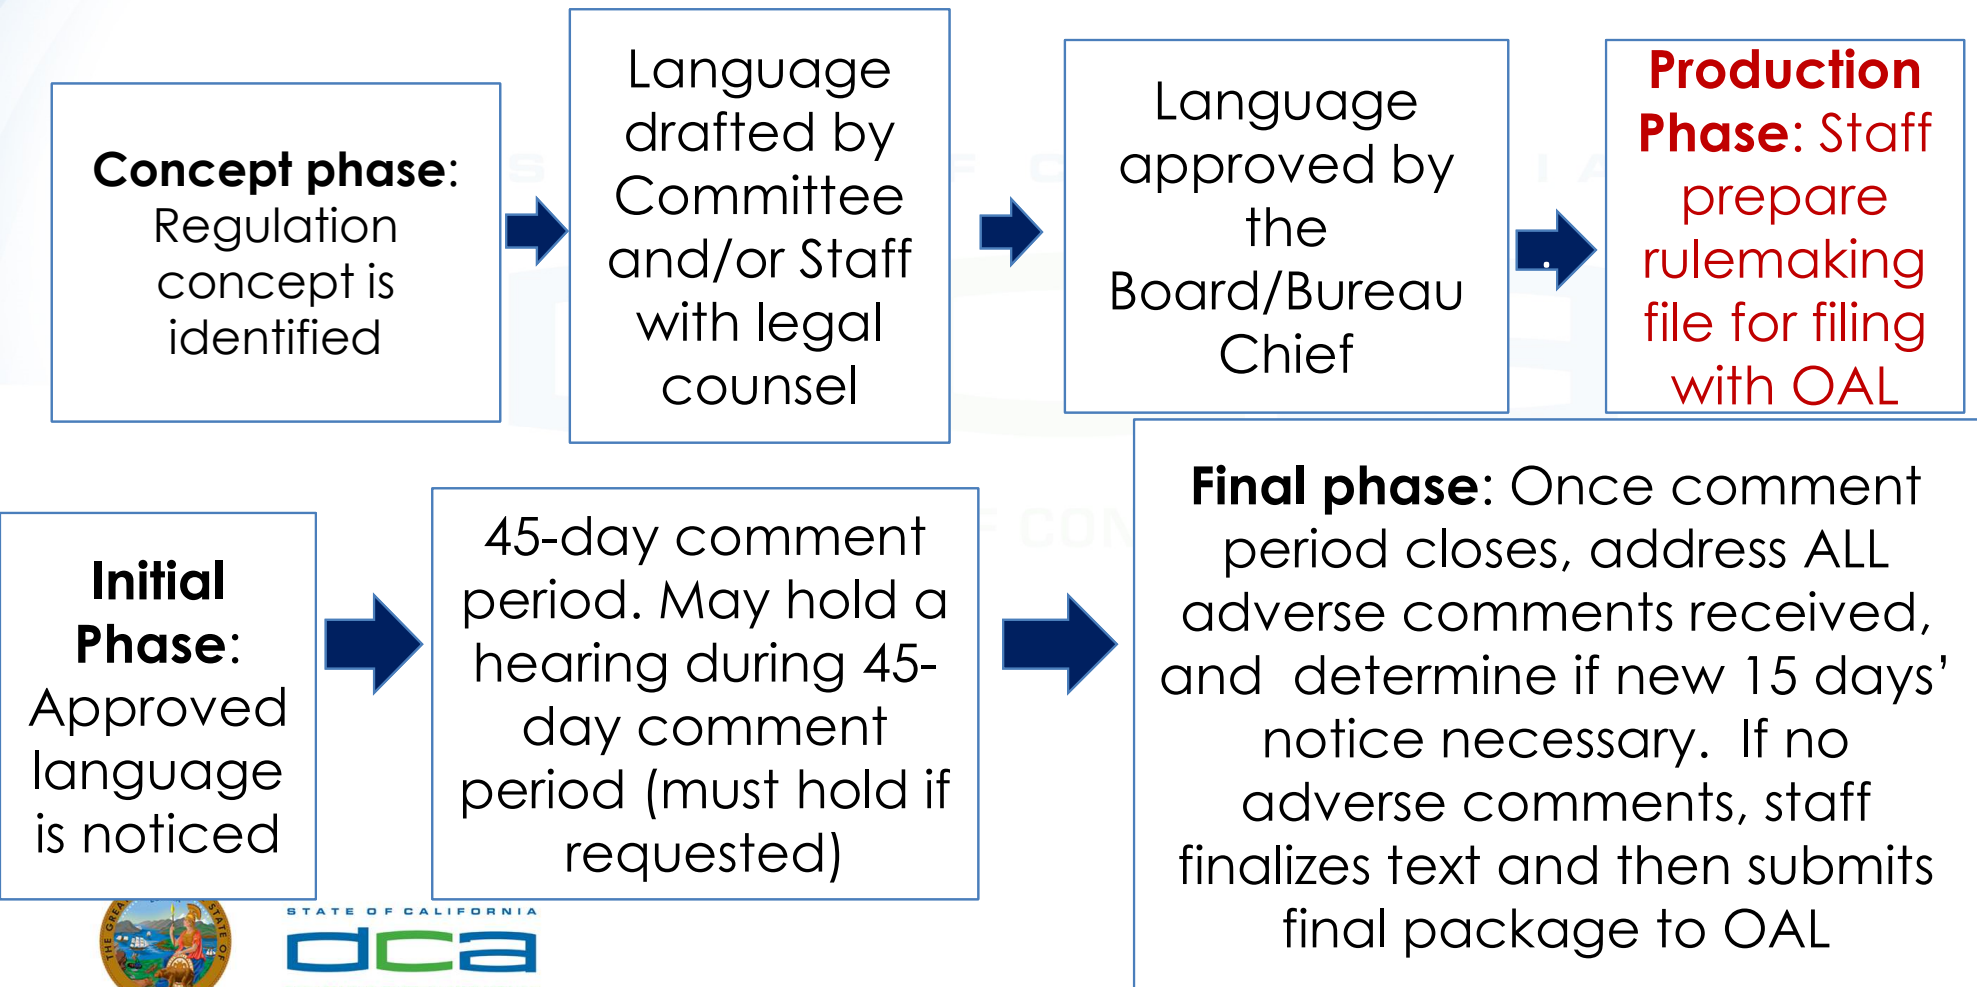 Concept phase:
Regulation
concept is
identified
Language
drafted by
Committee
and/or Staff
with legal
counsel
Language
approved by
the
Board/Bureau
Chief
.
Production
Phase: Staff
prepare
rulemaking
file for filing
with OAL
Initial
Phase:
Approved
language
is noticed
45-day comment
period. May hold a
hearing during 45-
day comment
period (must hold if
requested)
Final phase: Once comment
period closes, address ALL
adverse comments received,
and  determine if new 15 days’
notice necessary.  If no
adverse comments, staff
finalizes text and then submits
final package to OAL
STATE OF CALIFORNIA
dca